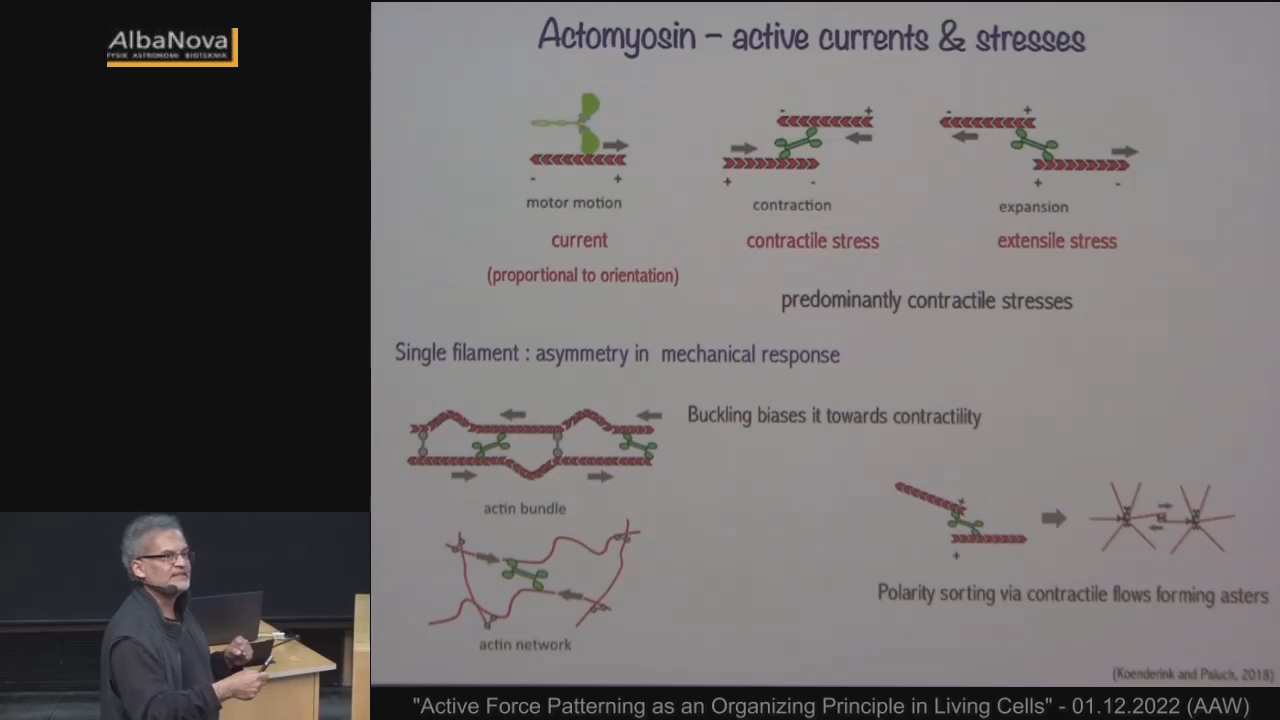 AlbaNova
FYSIK ASTRONOMI BIOTEKNIK
Actomyosin – active currents & stresses
- +
- +
+ -
- +
+ -
motor motion
contraction
expansion
current
contractile stress
extensile stress
(proportional to orientation)
predominantly contractile stresses
Single filament : asymmetry in mechanical response
Buckling biases it towards contractility
actin bundle
+
+
Polarity sorting via contractile flows forming asters
actin network
(Koenderink and Paluch, 2018)
"Active Force Patterning as an Organizing Principle in Living Cells" - 01.12.2022 (AAW)